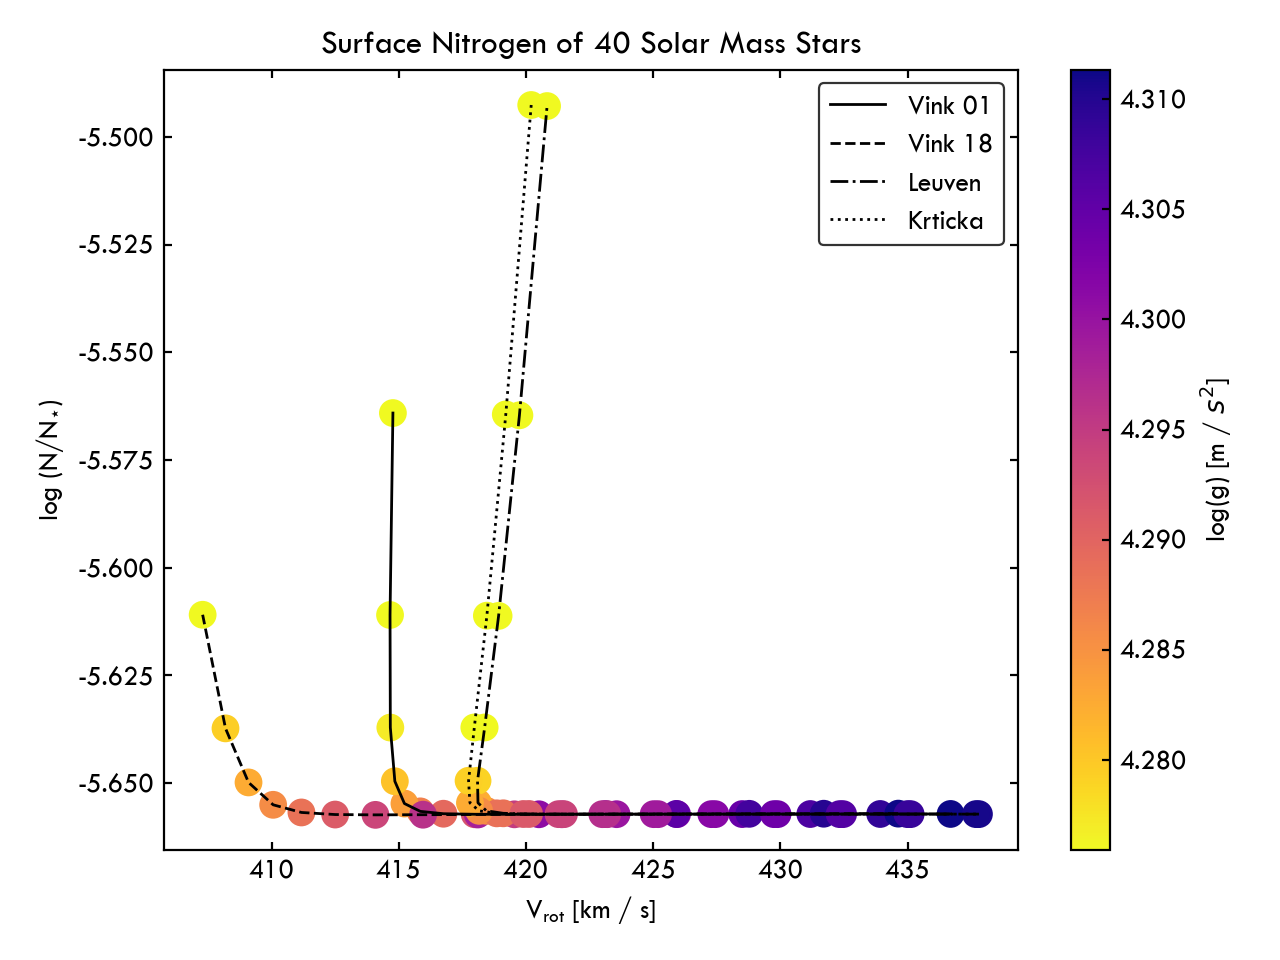 Surface Nitrogen of 40 Solar Mass Stars
Vink 01
Vink 18
Leuven
Krticka
-5.500
-5.525
-5.550
-5.575
-5.600
-5.625
-5.650
log (N/N⋆)
410
415
420
425
430
435
V_rot [km / s]
4.310
4.305
4.300
4.295
4.290
4.285
4.280
log(g) [m / s²]